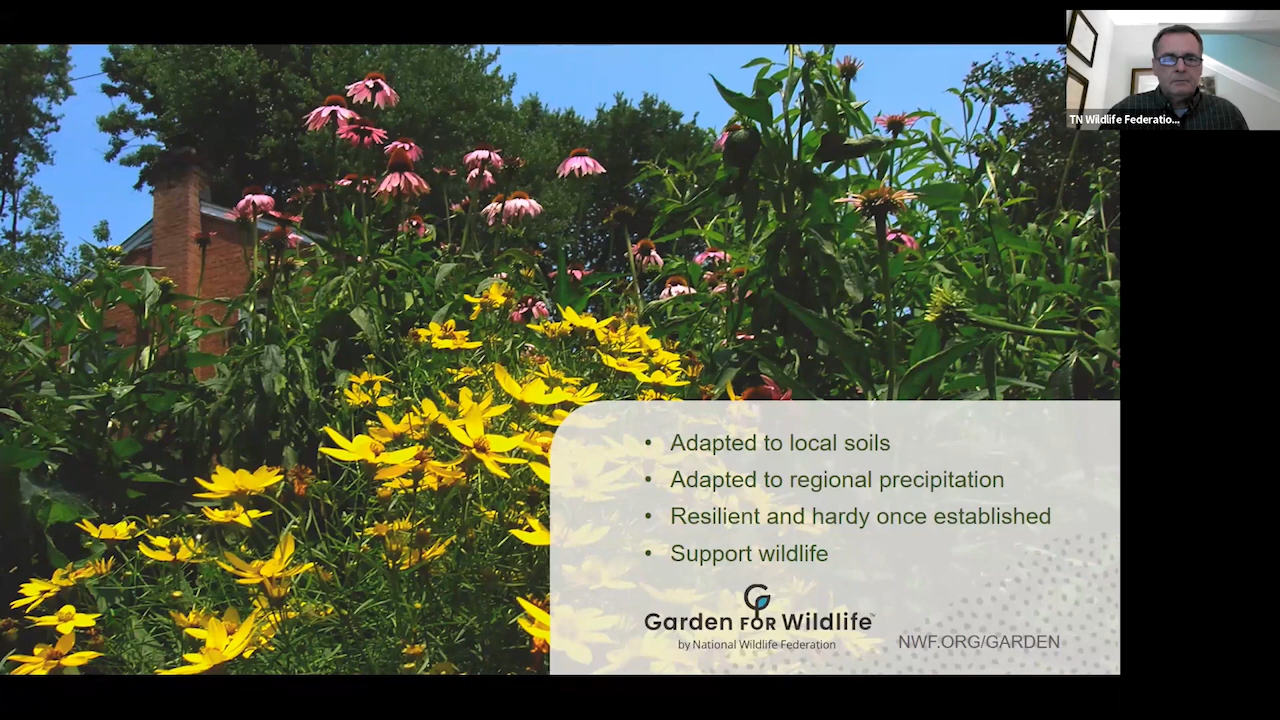 TN Wildlife Federatio...
• Adapted to local soils
• Adapted to regional precipitation
• Resilient and hardy once established
• Support wildlife
Garden FOR Wildlife™
by National Wildlife Federation
NWF.ORG/GARDEN